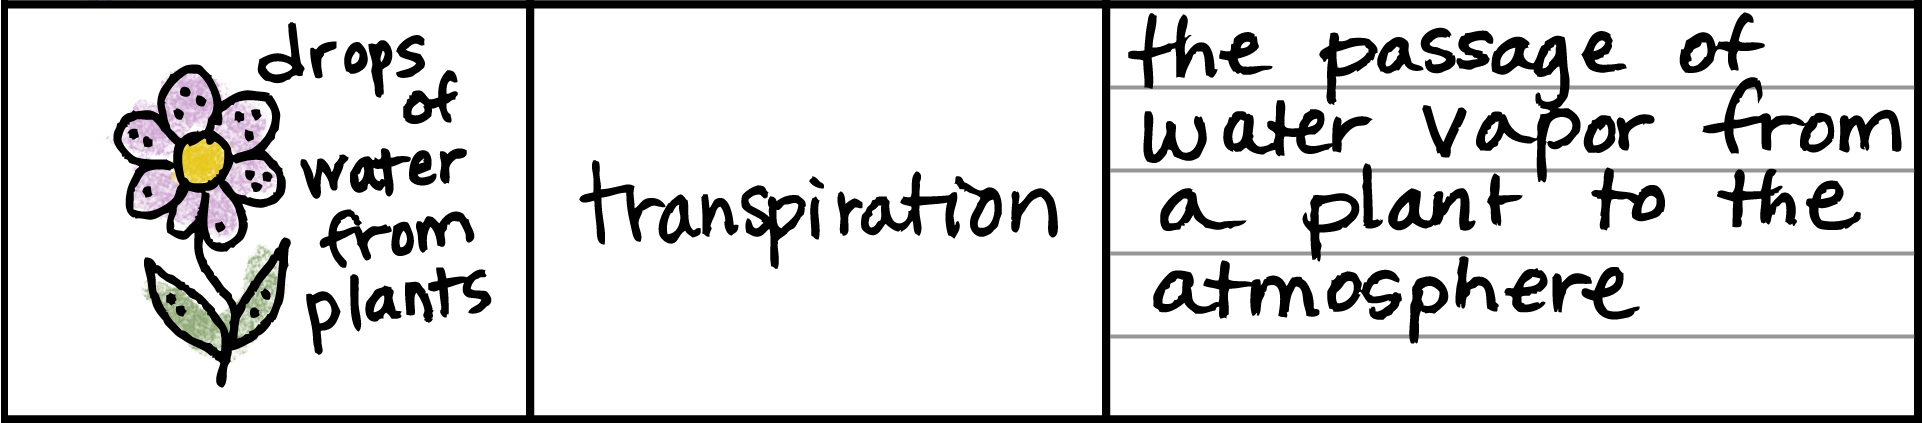 drops
of
water
from
plants
transpiration
the passage of
water vapor from
a plant to the
atmosphere